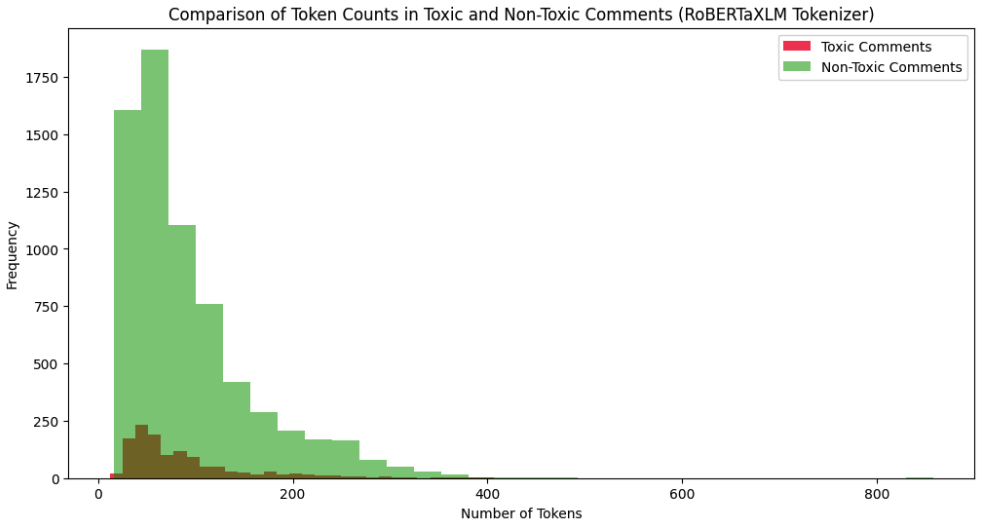 Comparison of Token Counts in Toxic and Non-Toxic Comments (RoBERTaXLM Tokenizer)
Toxic Comments
Non-Toxic Comments
1750
1500
1250
1000
750
500
250
0
Frequency
0 200 400 600 800
Number of Tokens